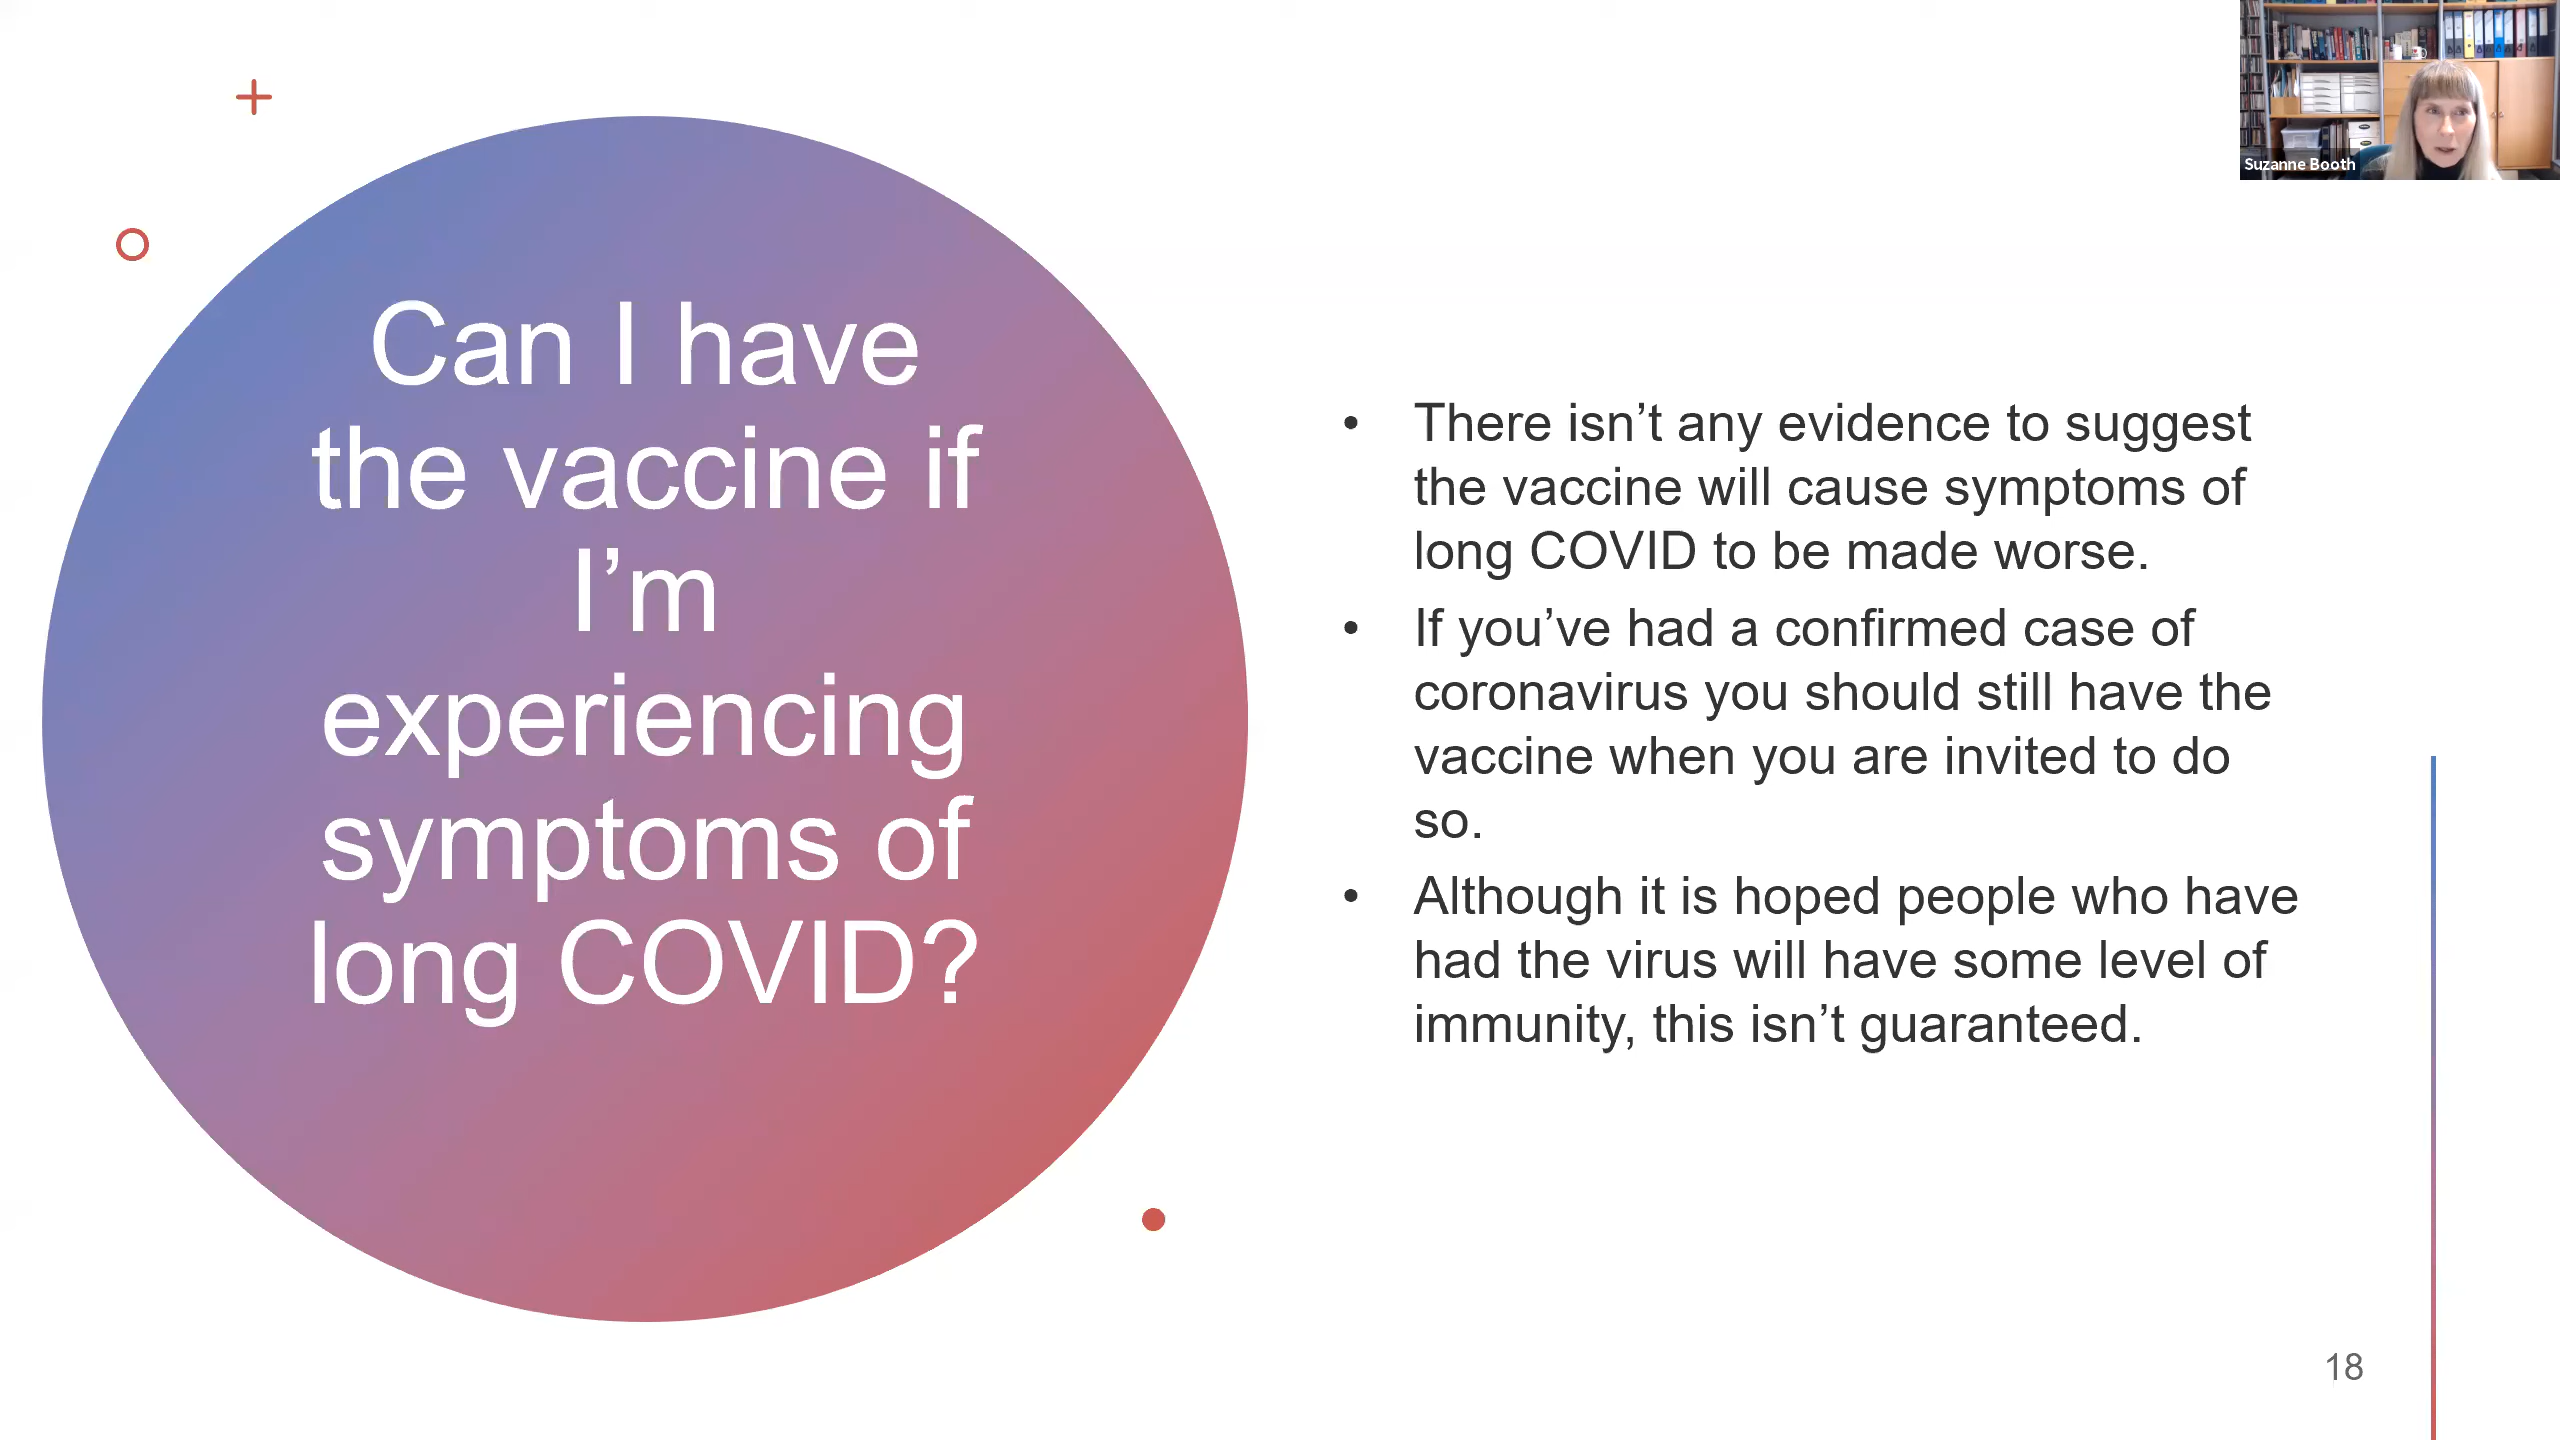 Can I have
the vaccine if
I’m
experiencing
symptoms of
long COVID?
• There isn’t any evidence to suggest
the vaccine will cause symptoms of
long COVID to be made worse.
• If you’ve had a confirmed case of
coronavirus you should still have the
vaccine when you are invited to do
so.
• Although it is hoped people who have
had the virus will have some level of
immunity, this isn’t guaranteed.
Suzanne Booth
18